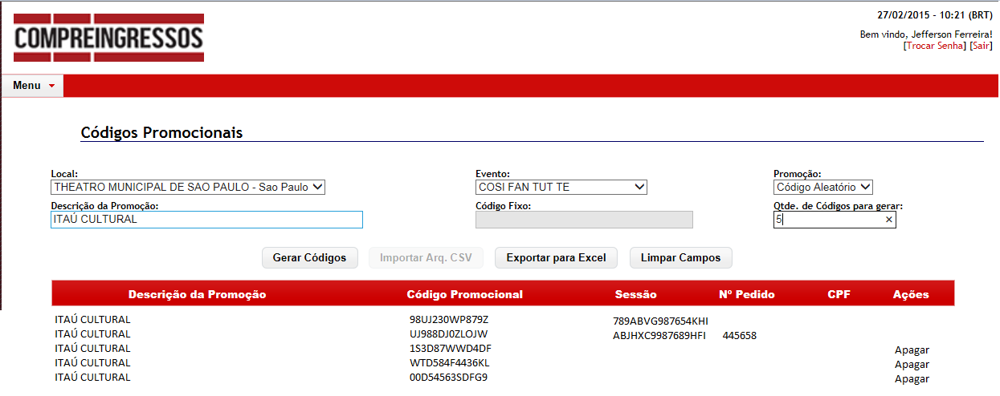 COMPREINGRESSOS
27/02/2015 - 10:21 (BRT)
Bem vindo, Jefferson Ferreira!
[Trocar Senha] [Sair]
Menu
Códigos Promocionais
Local: Evento: Promoção:
THEATRO MUNICIPAL DE SAO PAULO - Sao Paulo COSI FAN TUT TE Código Aleatório
Descrição da Promoção: Código Fixo: Qtde. de Códigos para gerar:
ITAÚ CULTURAL 5 ×
Gerar Códigos Importar Arq. CSV Exportar para Excel Limpar Campos
Descrição da Promoção Código Promocional Sessão Nº Pedido CPF Ações
ITAÚ CULTURAL 98UJ230WP879Z 789ABVG987654KHI
ITAÚ CULTURAL UJ988DJ0ZLOJW ABJHXC9987689HFI 445658
ITAÚ CULTURAL 1S3D87WWD4DF Apagar
ITAÚ CULTURAL WTD584F4436KL Apagar
ITAÚ CULTURAL 00D54563SDFG9 Apagar